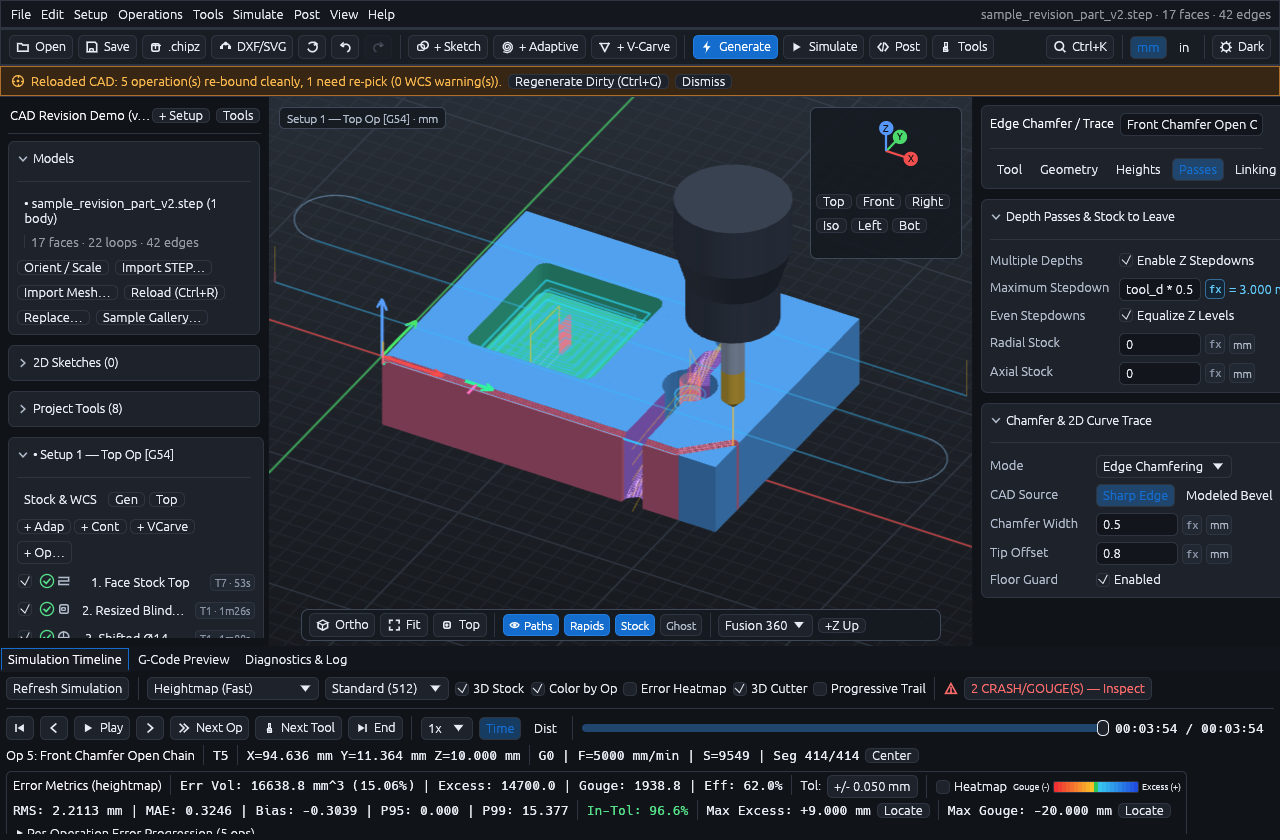 File Edit Setup Operations Tools Simulate Post View Help
sample_revision_part_v2.step · 17 faces · 42 edges
Open Save .chipz DXF/SVG + Sketch + Adaptive + V-Carve Generate Simulate Post Tools Ctrl+K mm in Dark
Reloaded CAD: 5 operation(s) re-bound cleanly, 1 need re-pick (0 WCS warning(s)). Regenerate Dirty (Ctrl+G) Dismiss
CAD Revision Demo (v... + Setup Tools
Models
• sample_revision_part_v2.step (1
body)
17 faces · 22 loops · 42 edges
Orient / Scale Import STEP...
Import Mesh... Reload (Ctrl+R)
Replace... Sample Gallery...
2D Sketches (0)
Project Tools (8)
• Setup 1 — Top Op [G54]
Stock & WCS Gen Top
+ Adap + Cont + VCarve
+ Op...
1. Face Stock Top T7 · 53s
2. Resized Blind... T1 · 1m26s
Setup 1 — Top Op [G54] · mm
Z
Y
X
Top Front Right
Iso Left Bot
Ortho Fit Top Paths Rapids Stock Ghost Fusion 360 +Z Up
Edge Chamfer / Trace Front Chamfer Open C
Tool Geometry Heights Passes Linking
Depth Passes & Stock to Leave
Multiple Depths Enable Z Stepdowns
Maximum Stepdown tool_d * 0.5 fx = 3.000
Even Stepdowns Equalize Z Levels
Radial Stock 0 fx mm
Axial Stock 0 fx mm
Chamfer & 2D Curve Trace
Mode Edge Chamfering
CAD Source Sharp Edge Modeled Bevel
Chamfer Width 0.5 fx mm
Tip Offset 0.8 fx mm
Floor Guard Enabled
Simulation Timeline G-Code Preview Diagnostics & Log
Refresh Simulation Heightmap (Fast) Standard (512) 3D Stock Color by Op Error Heatmap 3D Cutter Progressive Trail 2 CRASH/GOUGE(S) — Inspect
Play Next Op Next Tool End 1x Time Dist 00:03:54 / 00:03:54
Op 5: Front Chamfer Open Chain T5 X=94.636 mm Y=11.364 mm Z=10.000 mm G0 | F=5000 mm/min | S=9549 | Seg 414/414 Center
Error Metrics (heightmap) Err Vol: 16638.8 mm^3 (15.06%) | Excess: 14700.0 | Gouge: 1938.8 | Eff: 62.0% Tol: +/- 0.050 mm Heatmap Gouge (-) Excess (+)
RMS: 2.2113 mm | MAE: 0.3246 | Bias: -0.3039 | P95: 0.000 | P99: 15.377 In-Tol: 96.6% Max Excess: +9.000 mm Locate Max Gouge: -20.000 mm Locate